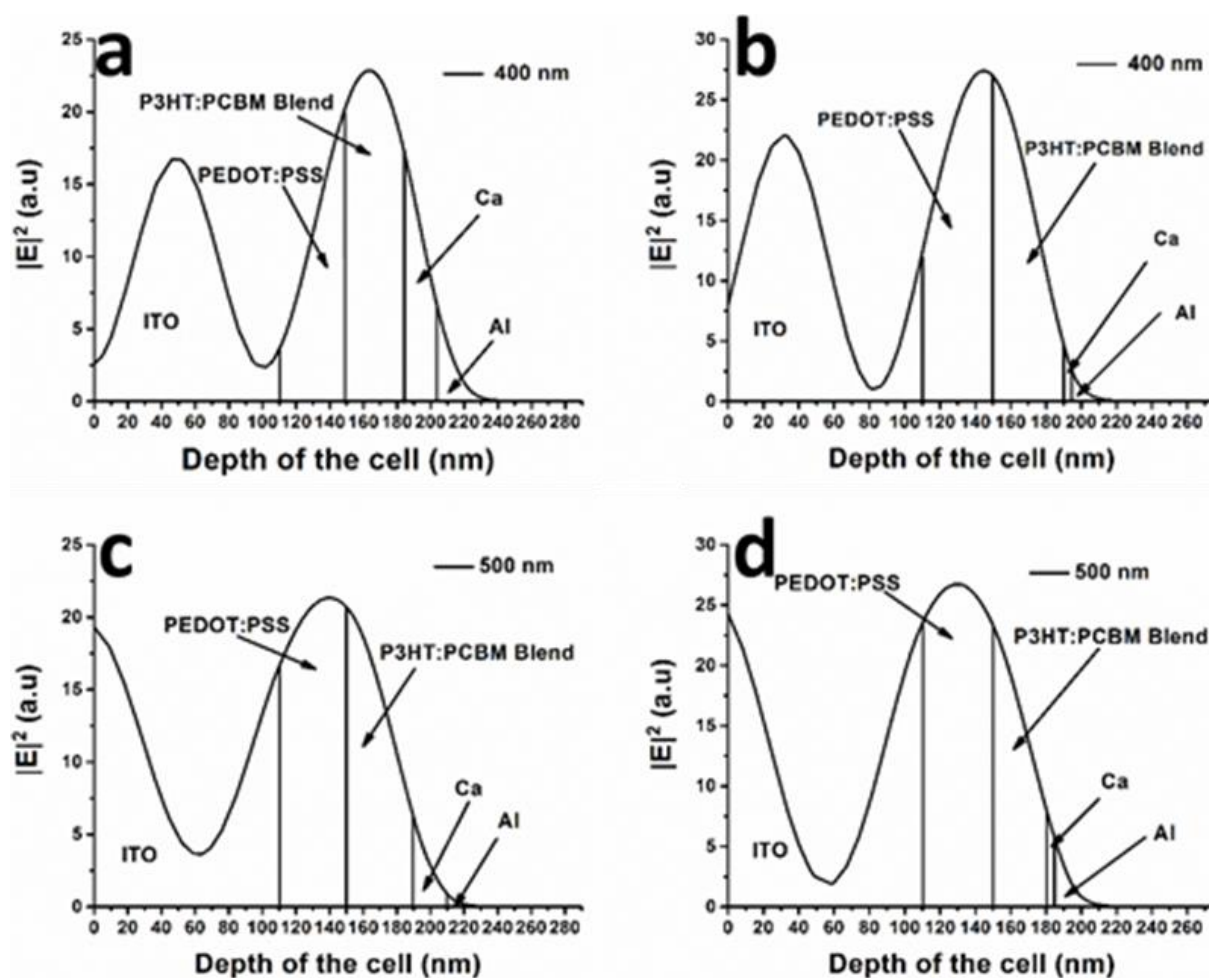 a
25
20
15
10
5
0
|E|² (a.u)
400 nm
P3HT:PCBM Blend
PEDOT:PSS
Ca
ITO
Al
0 20 40 60 80 100 120 140 160 180 200 220 240 260 280
Depth of the cell (nm)
b
30
25
20
15
10
5
0
|E|² (a.u)
400 nm
PEDOT:PSS
P3HT:PCBM Blend
Ca
Al
ITO
0 20 40 60 80 100 120 140 160 180 200 220 240 260
Depth of the cell (nm)
c
25
20
15
10
5
0
|E|² (a.u)
500 nm
PEDOT:PSS
P3HT:PCBM Blend
Ca
Al
ITO
0 20 40 60 80 100 120 140 160 180 200 220 240 260 280
Depth of the cell (nm)
d
30
25
20
15
10
5
0
|E|² (a.u)
500 nm
PEDOT:PSS
P3HT:PCBM Blend
Ca
Al
ITO
0 20 40 60 80 100 120 140 160 180 200 220 240 260
Depth of the cell (nm)